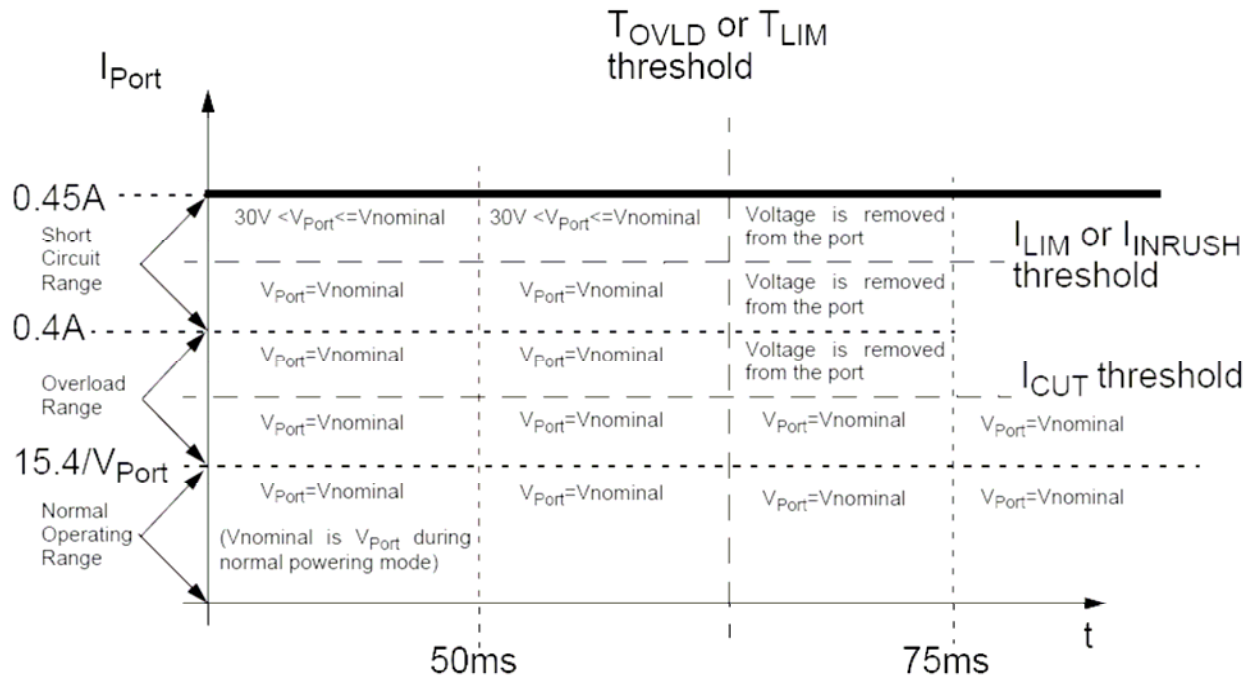 T_OVLD or T_LIM
threshold
I_Port
0.45A
30V <V_Port<=Vnominal
30V <V_Port<=Vnominal
Voltage is removed
from the port
Short
Circuit
Range
I_LIM or I_INRUSH
threshold
V_Port=Vnominal
V_Port=Vnominal
Voltage is removed
from the port
0.4A
V_Port=Vnominal
V_Port=Vnominal
Voltage is removed
from the port
Overload
Range
I_CUT threshold
V_Port=Vnominal
V_Port=Vnominal
V_Port=Vnominal
V_Port=Vnominal
15.4/V_Port
V_Port=Vnominal
V_Port=Vnominal
V_Port=Vnominal
V_Port=Vnominal
Normal
Operating
Range
(Vnominal is V_Port during
normal powering mode)
t
50ms
75ms